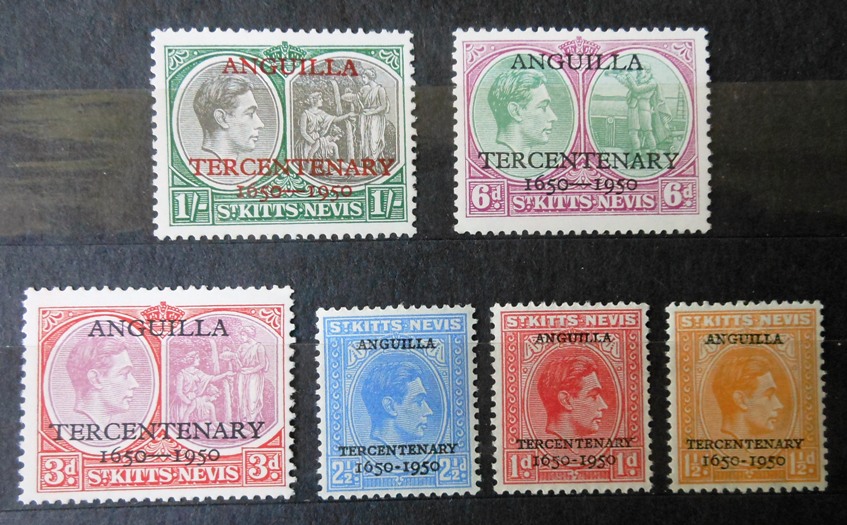 ANGUILLA
TERCENTENARY
1650—1950
1/- 1/-
ST KITTS-NEVIS
ANGUILLA
TERCENTENARY
1650—1950
6d 6d
ST KITTS-NEVIS
ANGUILLA
TERCENTENARY
1650—1950
3d 3d
ST KITTS-NEVIS
ST KITTS-NEVIS
ANGUILLA
TERCENTENARY
1650-1950
2½d 2½d
ST KITTS-NEVIS
ANGUILLA
TERCENTENARY
1650-1950
1d 1d
ST KITTS-NEVIS
ANGUILLA
TERCENTENARY
1650-1950
1½d 1½d